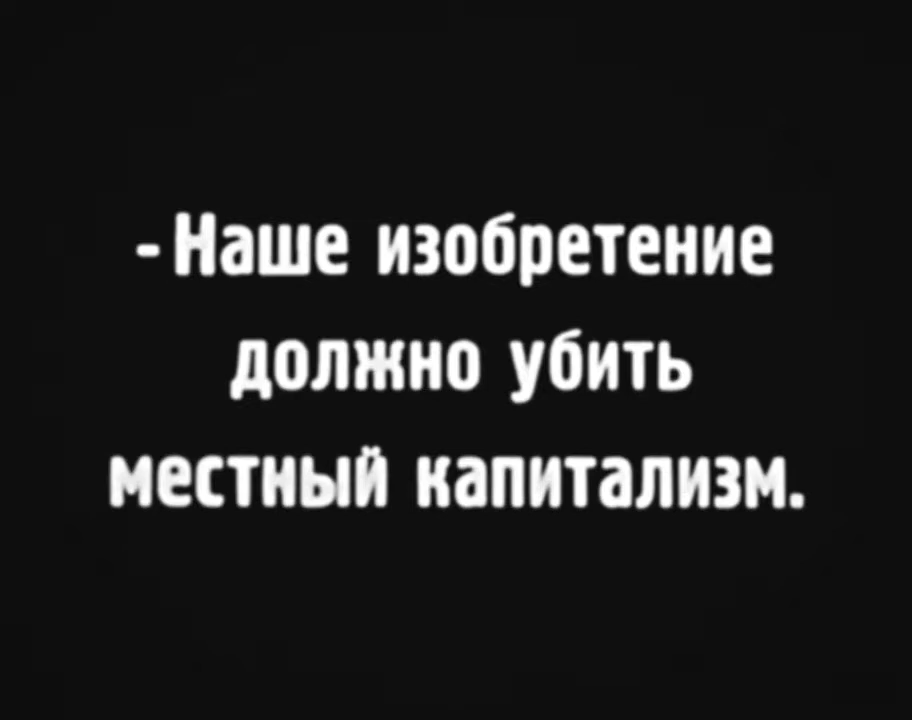 - Наше изобретение
должно убить
местный капитализм.